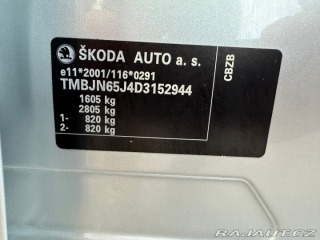 ŠKODA AUTO a. s.
e11*2001/116*0291
TMBJN65J4D3152944
1605 kg
2805 kg
1- 820 kg
2- 820 kg
CBZB
RAJAUT.CZ